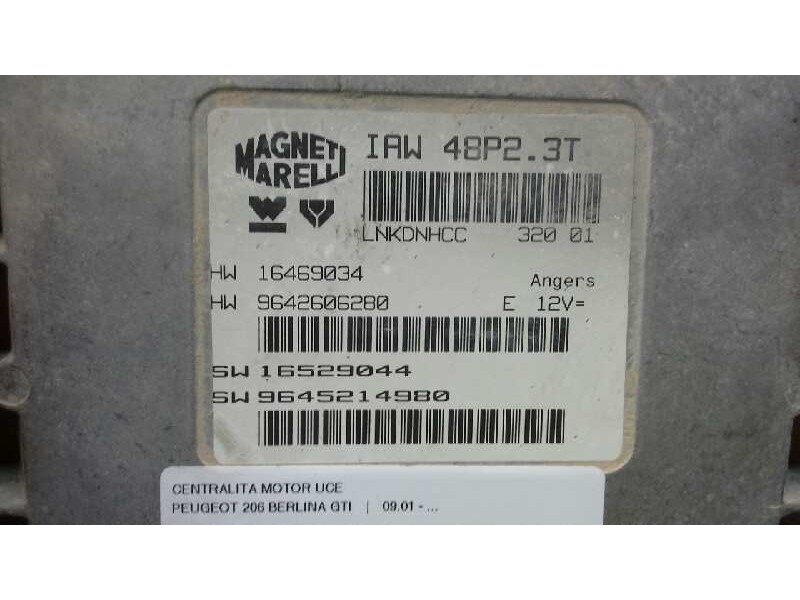 MAGNETI
MARELLI
IAW 48P2.3T
LNKDNHCC 320 01
HW 16469034
Angers
HW 9642606280 E 12V=
SW 16529044
SW 9645214980
CENTRALITA MOTOR UCE
PEUGEOT 206 BERLINA GTI | 09.01 - ...